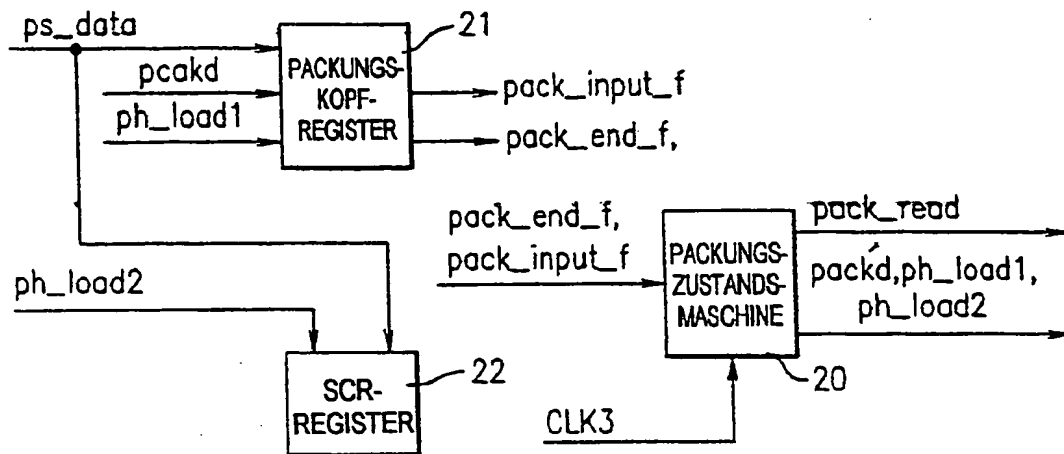 ps_data
21
pcakd
ph_load1
PACKUNGS-
KOPF-
REGISTER
pack_input_f
pack_end_f,
pack_end_f,
pack_input_f
PACKUNGS-
ZUSTANDS-
MASCHINE
pack_read
packd,ph_load1,
ph_load2
20
ph_load2
SCR-
REGISTER
22
CLK3